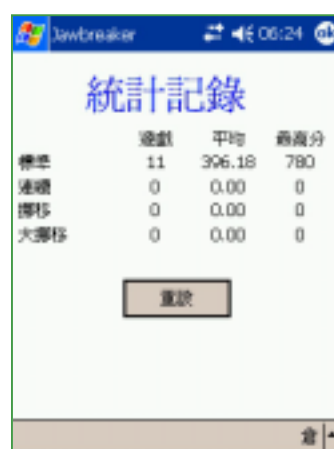 Jawbreaker 06:24 ok
統計記錄
遊戲 平均 最高分
標準 11 396.18 780
連續 0 0.00 0
挪移 0 0.00 0
大挪移 0 0.00 0
重設
倉